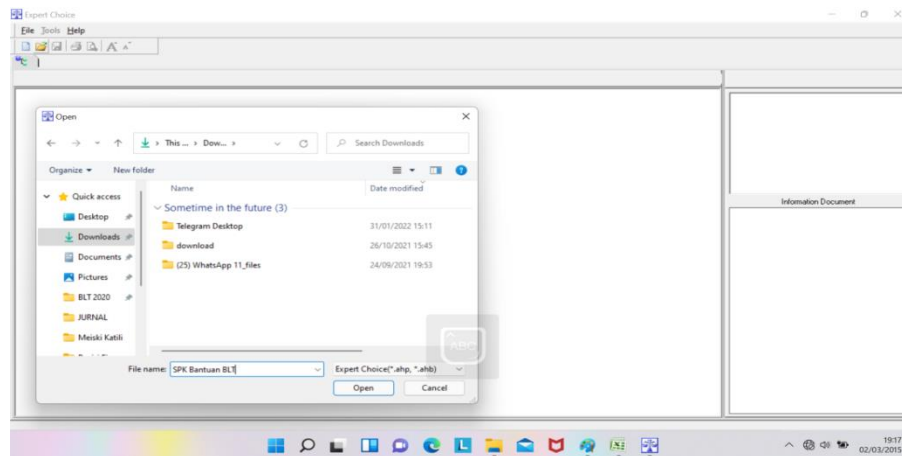 Expert Choice
File Tools Help
Open
This ... > Dow... >
Search Downloads
Organize
New folder
Name
Date modified
Quick access
Sometime in the future (3)
Desktop
Telegram Desktop
31/01/2022 15:11
Downloads
download
26/10/2021 15:45
Documents
(25) WhatsApp 11_files
24/09/2021 19:53
Pictures
BLT 2020
JURNAL
Meiski Katili
File name: SPK Bantuan BLT
Expert Choice(*.ahp, *.ahb)
Open
Cancel
Information Document
ABC
19:17
02/03/2015